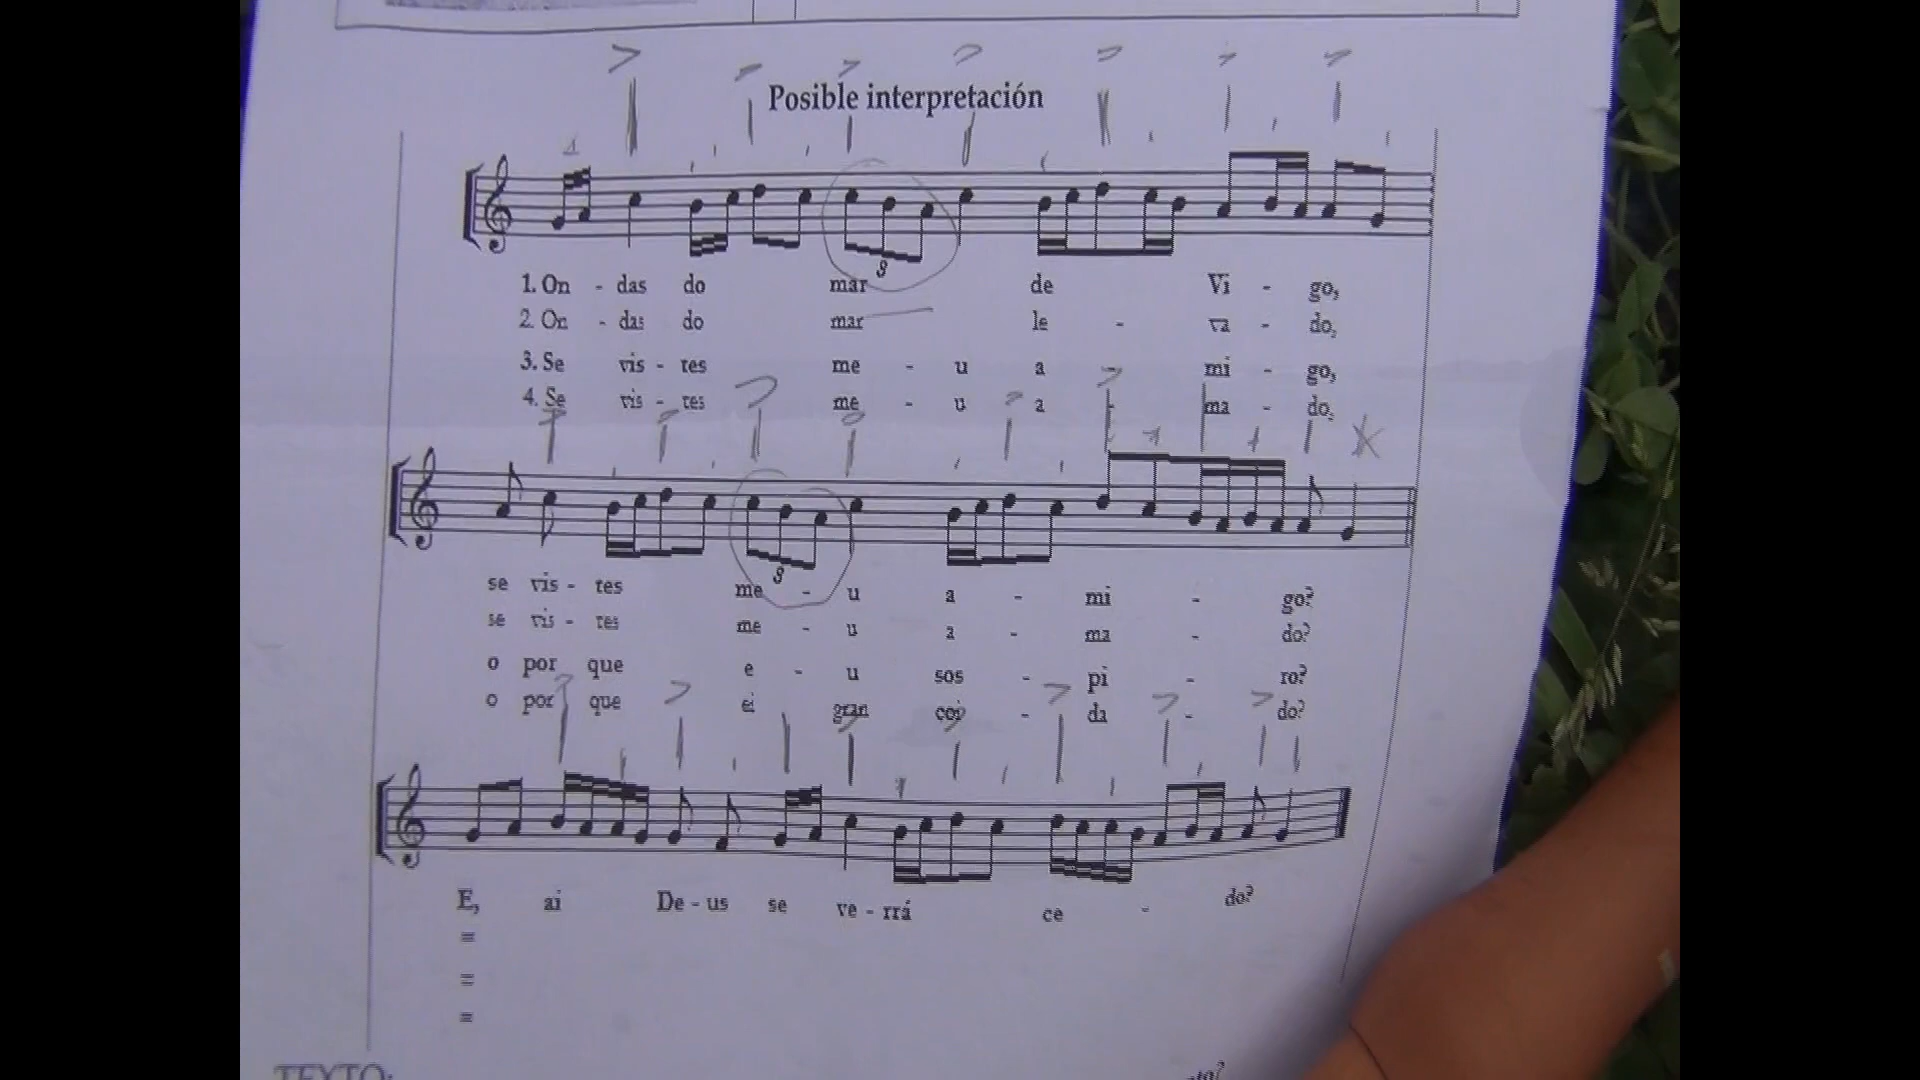 Posible interpretación
3
1. On - das do mar de Vi - go,
2. On - das do mar le - va - do,
3. Se vis - tes me - u a - mi - go,
4. Se vis - tes me - u a - ma - do,
3
se vis - tes me - u a - mi - go?
se vis - tes me - u a - ma - do?
o por que e - u sos - pi - ro?
o por que ei gran coi - da - do?
E, ai De - us se ve - rrá ce - do?
=
=
=
TEXTO: